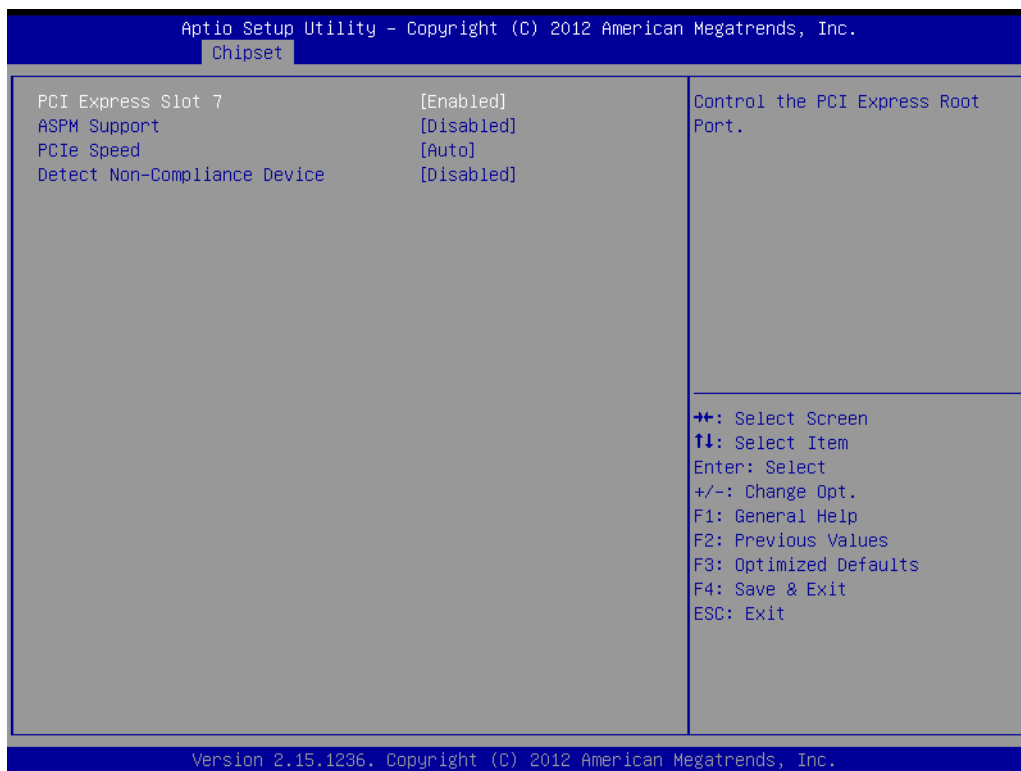 Aptio Setup Utility – Copyright (C) 2012 American Megatrends, Inc.
Chipset
PCI Express Slot 7 [Enabled]
ASPM Support [Disabled]
PCIe Speed [Auto]
Detect Non-Compliance Device [Disabled]
Control the PCI Express Root
Port.
→←: Select Screen
↑↓: Select Item
Enter: Select
+/-: Change Opt.
F1: General Help
F2: Previous Values
F3: Optimized Defaults
F4: Save & Exit
ESC: Exit
Version 2.15.1236. Copyright (C) 2012 American Megatrends, Inc.